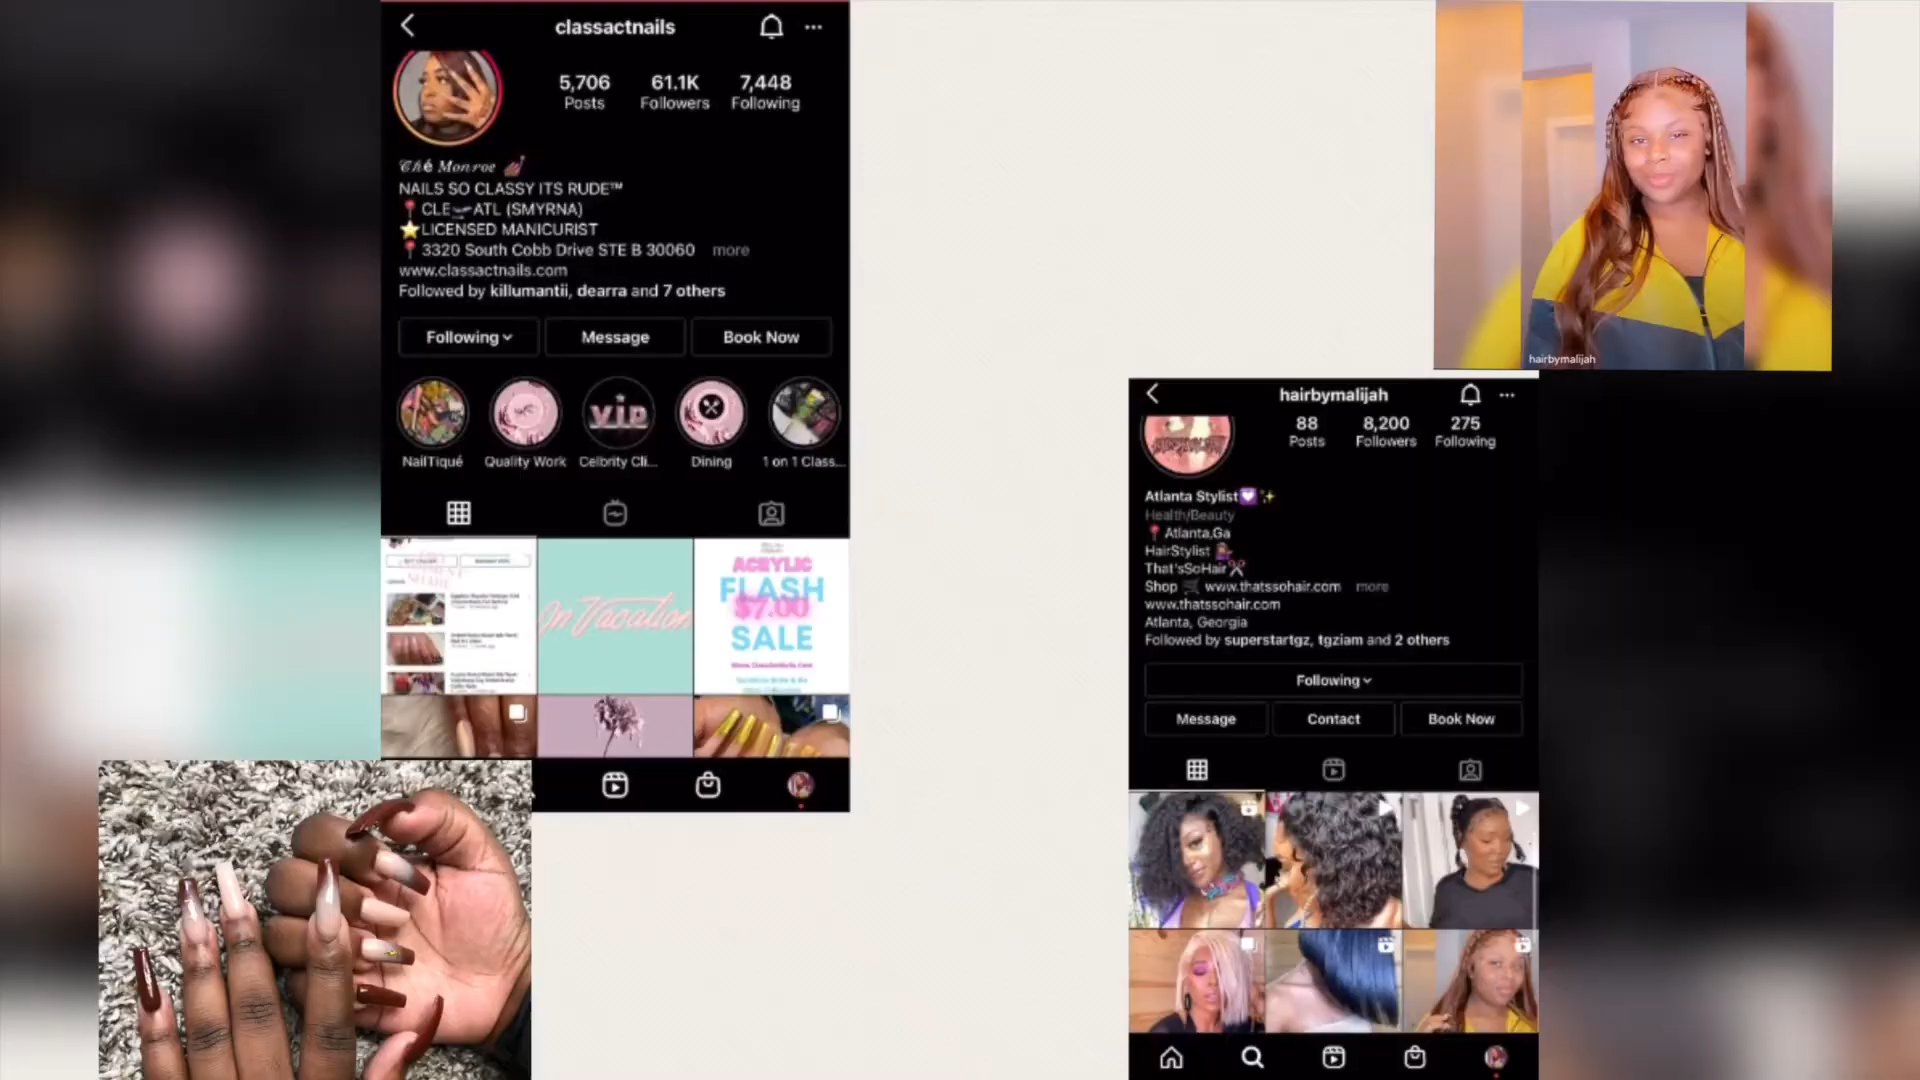 classactnails
5,706 61.1K 7,448
Posts Followers Following
𝒞𝒽é 𝑀𝑜𝓃𝓇𝑜𝑒 💅🏾
NAILS SO CLASSY ITS RUDE™
📍CLE🛫ATL (SMYRNA)
⭐LICENSED MANICURIST
📍3320 South Cobb Drive STE B 30060 more
www.classactnails.com
Followed by killumantii, dearra and 7 others
Following Message Book Now
vip
NailTiqué Quality Work Celbrity Cli... Dining 1 on 1 Class...
On Vacation
ACRYLIC
FLASH
$7.00
SALE
hairbymalijah
hairbymalijah
88 8,200 275
Posts Followers Following
Atlanta Stylist💟✨
Health/Beauty
📍Atlanta,Ga
HairStylist
That'sSoHair✂️
Shop 🛒 www.thatssohair.com more
www.thatssohair.com
Atlanta, Georgia
Followed by superstartgz, tgziam and 2 others
Following
Message Contact Book Now